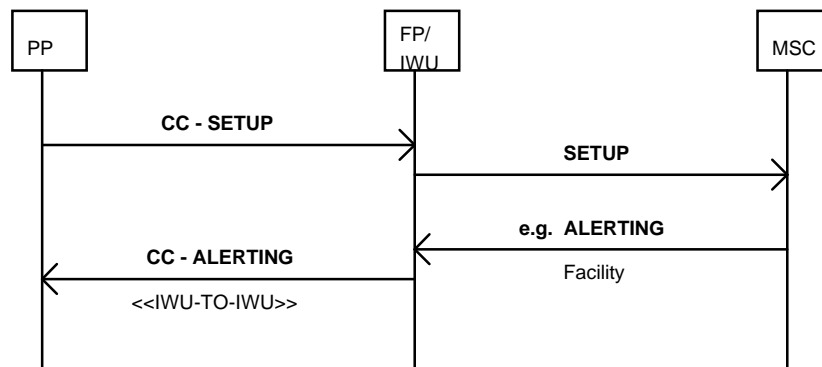 PP
FP/
IWU
MSC
CC - SETUP
SETUP
e.g. ALERTING
CC - ALERTING
Facility
<<IWU-TO-IWU>>